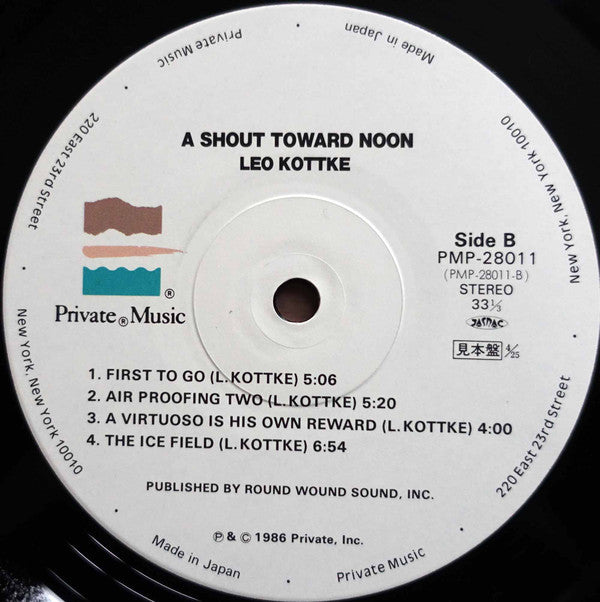 A SHOUT TOWARD NOON
LEO KOTTKE
Side B
PMP-28011
(PMP-28011-B)
STEREO
33⅓
JASRAC
見本盤 4/25
®
Private® Music
1. FIRST TO GO (L. KOTTKE) 5:06
2. AIR PROOFING TWO (L. KOTTKE) 5:20
3. A VIRTUOSO IS HIS OWN REWARD (L. KOTTKE) 4:00
4. THE ICE FIELD (L. KOTTKE) 6:54
PUBLISHED BY ROUND WOUND SOUND, INC.
℗ & © 1986 Private, Inc.
Private Music
·
Made in Japan
·
New York, New York 10010
·
220 East 23rd Street
·
Private Music
·
Made in Japan
·
New York, New York 10010
·
220 East 23rd Street
·